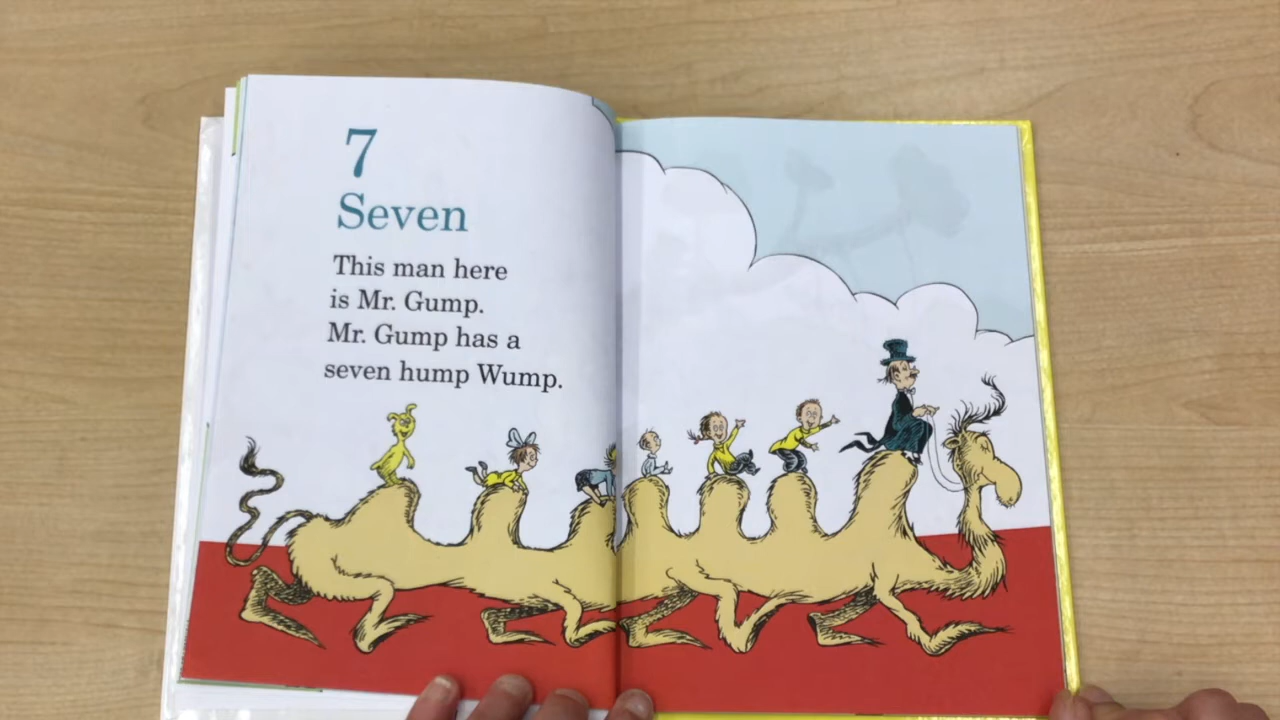 7
Seven
This man here
is Mr. Gump.
Mr. Gump has a
seven hump Wump.